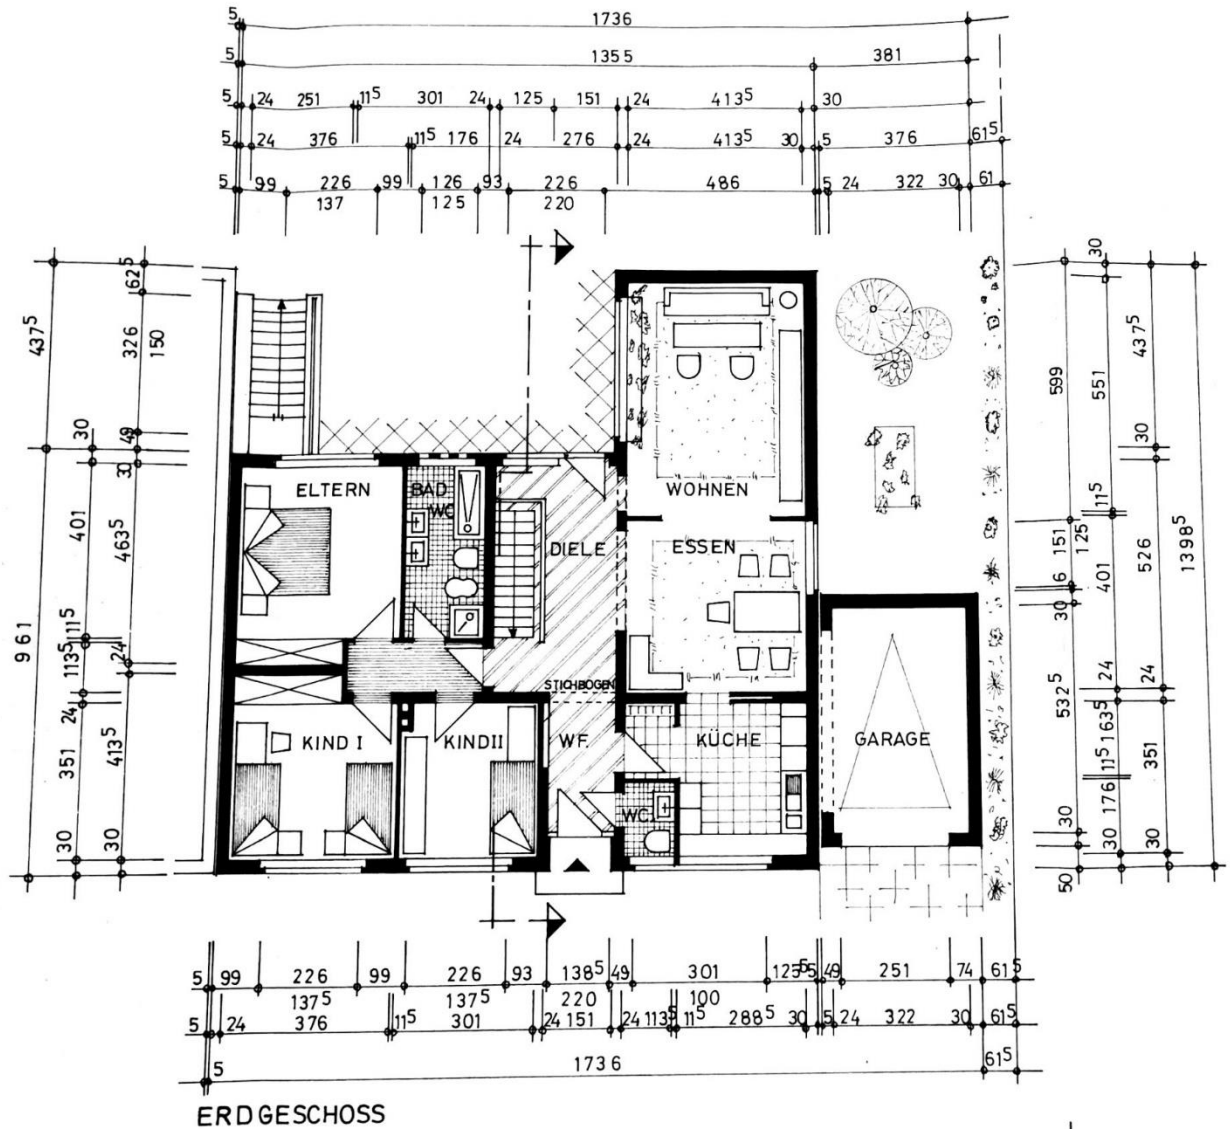 5 1736
5 1355 381
5 24 251 11⁵ 301 24 125 151 24 413⁵ 30
5 24 376 11⁵ 176 24 276 24 413⁵ 30 5 376 61⁵
5 99 226 99 126 93 226 486 5 24 322 30 61
137 125 220
437⁵ 961
30 401 11⁵ 113⁵ 24 351 30
62⁵ 326 150 49 30 463⁵ 24 413⁵ 30
ELTERN
BAD
WC
DIELE
WOHNEN
ESSEN
STICHBOGEN
KIND I
KIND II
WF.
WC.
KÜCHE
GARAGE
599 151 125 6 30 532⁵ 30 50
30 551 11⁵ 401 24 163⁵ 11⁵ 176 30
437⁵ 30 526 24 351 30
1398⁵
5 99 226 99 226 93 138⁵ 49 301 125⁵ 5 49 251 74 61⁵
137⁵ 137⁵ 220 100
5 24 376 11⁵ 301 24 151 24 113⁵ 11⁵ 288⁵ 30 5 24 322 30 61⁵
5 1736 61⁵
ERDGESCHOSS